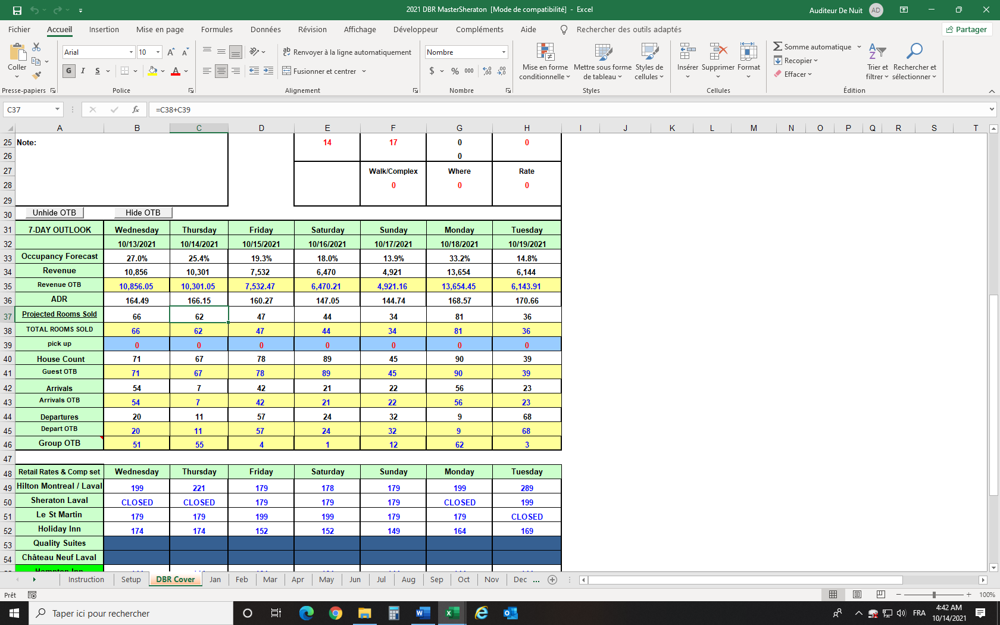 2021 DBR MasterSheraton [Mode de compatibilité] - Excel
Auditeur De Nuit AD
Fichier Accueil Insertion Mise en page Formules Données Révision Affichage Développeur Compléments Aide Rechercher des outils adaptés Partager
Coller
Presse-papiers
Arial 10
G I S
Police
Renvoyer à la ligne automatiquement
Fusionner et centrer
Alignement
Nombre
$ % 000
Nombre
Mise en forme conditionnelle
Mettre sous forme de tableau
Styles de cellules
Styles
Insérer Supprimer Format
Cellules
Somme automatique
Recopier
Effacer
Trier et filtrer
Rechercher et sélectionner
Édition
C37 fx =C38+C39
A B C D E F G H I J K L M N O P Q R S T
25 Note: 14 17 0 0
26 0
27 Walk/Complex Where Rate
28 0 0 0
29
30 Unhide OTB Hide OTB
31 7-DAY OUTLOOK Wednesday Thursday Friday Saturday Sunday Monday Tuesday
32 10/13/2021 10/14/2021 10/15/2021 10/16/2021 10/17/2021 10/18/2021 10/19/2021
33 Occupancy Forecast 27.0% 25.4% 19.3% 18.0% 13.9% 33.2% 14.8%
34 Revenue 10,856 10,301 7,532 6,470 4,921 13,654 6,144
35 Revenue OTB 10,856.05 10,301.05 7,532.47 6,470.21 4,921.16 13,654.45 6,143.91
36 ADR 164.49 166.15 160.27 147.05 144.74 168.57 170.66
37 Projected Rooms Sold 66 62 47 44 34 81 36
38 TOTAL ROOMS SOLD 66 62 47 44 34 81 36
39 pick up 0 0 0 0 0 0 0
40 House Count 71 67 78 89 45 90 39
41 Guest OTB 71 67 78 89 45 90 39
42 Arrivals 54 7 42 21 22 56 23
43 Arrivals OTB 54 7 42 21 22 56 23
44 Departures 20 11 57 24 32 9 68
45 Depart OTB 20 11 57 24 32 9 68
46 Group OTB 51 55 4 1 12 62 3
47
48 Retail Rates & Comp set Wednesday Thursday Friday Saturday Sunday Monday Tuesday
49 Hilton Montreal / Laval 199 221 179 178 179 199 289
50 Sheraton Laval CLOSED CLOSED 179 179 179 CLOSED 199
51 Le St Martin 179 179 199 199 179 179 CLOSED
52 Holiday Inn 174 174 152 152 149 164 169
53 Quality Suites
54 Château Neuf Laval
Hampton Inn
Instruction Setup DBR Cover Jan Feb Mar Apr May Jun Jul Aug Sep Oct Nov Dec ...
Prêt 100%
Taper ici pour rechercher
FRA
4:42 AM
10/14/2021